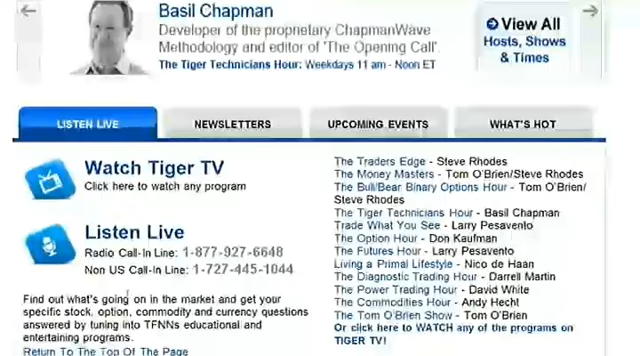 Basil Chapman
Developer of the proprietary ChapmanWave
Methodology and editor of 'The Opening Call'.
The Tiger Technicians Hour: Weekdays 11 am - Noon ET
View All
Hosts, Shows
& Times
LISTEN LIVE
NEWSLETTERS
UPCOMING EVENTS
WHAT'S HOT
Watch Tiger TV
Click here to watch any program
Listen Live
Radio Call-In Line: 1-877-927-6648
Non US Call-In Line: 1-727-445-1044
Find out what's going on in the market and get your
specific stock, option, commodity and currency questions
answered by tuning into TFNNs educational and
entertaining programs.
Return To The Top Of The Page
The Traders Edge - Steve Rhodes
The Money Masters - Tom O'Brien/Steve Rhodes
The Bull/Bear Binary Options Hour - Tom O'Brien/
Steve Rhodes
The Tiger Technicians Hour - Basil Chapman
Trade What You See - Larry Pesavento
The Option Hour - Don Kaufman
The Futures Hour - Larry Pesavento
Living a Primal Lifestyle - Nico de Haan
The Diagnostic Trading Hour - Darrell Martin
The Power Trading Hour - David White
The Commodities Hour - Andy Hecht
The Tom O'Brien Show - Tom O'Brien
Or click here to WATCH any of the programs on
TIGER TV!